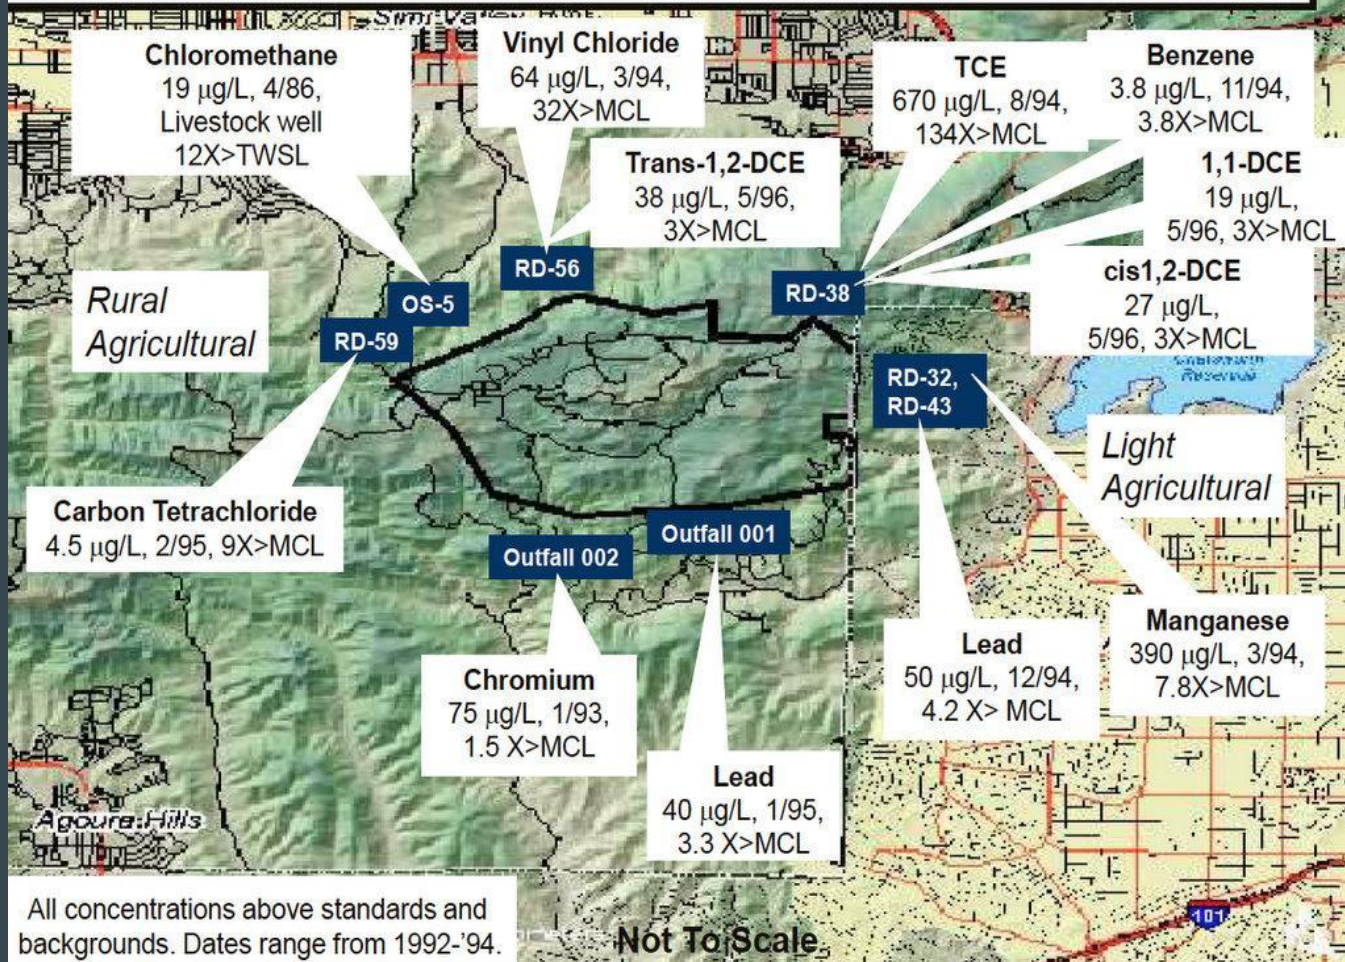 Simi Valley
Chloromethane
19 μg/L, 4/86,
Livestock well
12X>TWSL
Vinyl Chloride
64 μg/L, 3/94,
32X>MCL
Trans-1,2-DCE
38 μg/L, 5/96,
3X>MCL
TCE
670 μg/L, 8/94,
134X>MCL
Benzene
3.8 μg/L, 11/94,
3.8X>MCL
1,1-DCE
19 μg/L,
5/96, 3X>MCL
cis1,2-DCE
27 μg/L,
5/96, 3X>MCL
RD-56
RD-38
OS-5
RD-59
Rural
Agricultural
RD-32,
RD-43
Reservoir
Light
Agricultural
Carbon Tetrachloride
4.5 μg/L, 2/95, 9X>MCL
Outfall 002
Outfall 001
Chromium
75 μg/L, 1/93,
1.5 X>MCL
Lead
40 μg/L, 1/95,
3.3 X>MCL
Lead
50 μg/L, 12/94,
4.2 X> MCL
Manganese
390 μg/L, 3/94,
7.8X>MCL
Agoura Hills
All concentrations above standards and
backgrounds. Dates range from 1992-'94.
Not To Scale
101